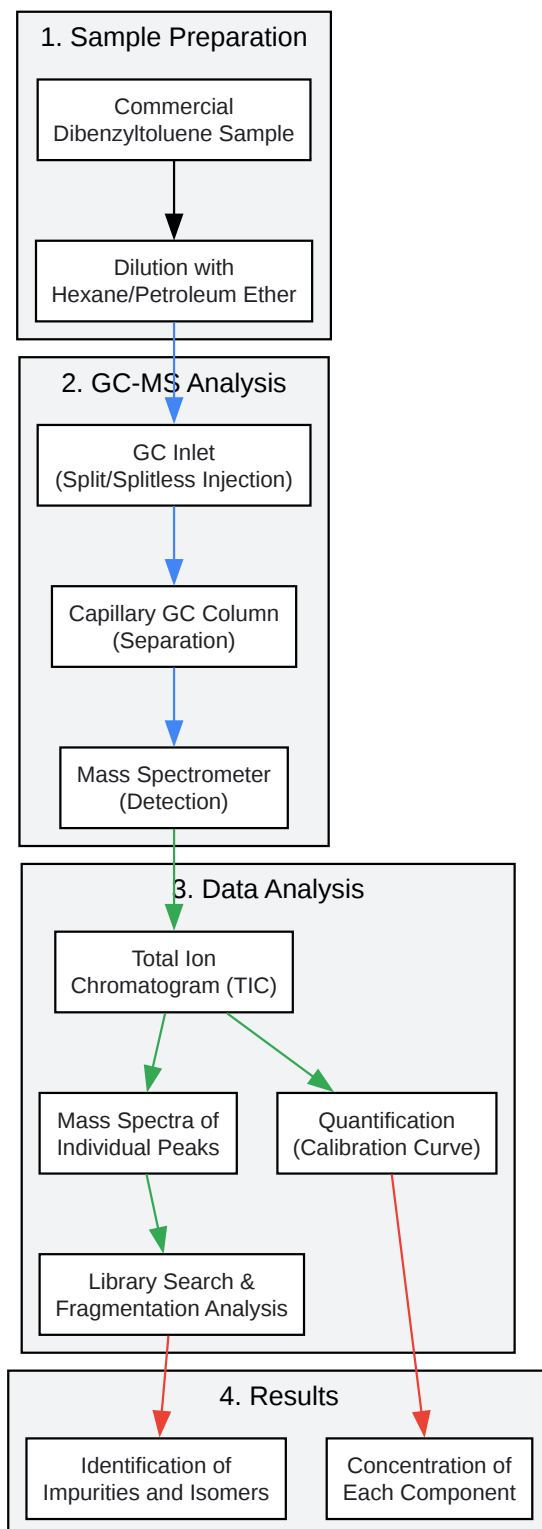 1. Sample Preparation
Commercial
Dibenzyltoluene Sample
Dilution with
Hexane/Petroleum Ether
2. GC-MS Analysis
GC Inlet
(Split/Splitless Injection)
Capillary GC Column
(Separation)
Mass Spectrometer
(Detection)
3. Data Analysis
Total Ion
Chromatogram (TIC)
Mass Spectra of
Individual Peaks
Quantification
(Calibration Curve)
Library Search &
Fragmentation Analysis
4. Results
Identification of
Impurities and Isomers
Concentration of
Each Component